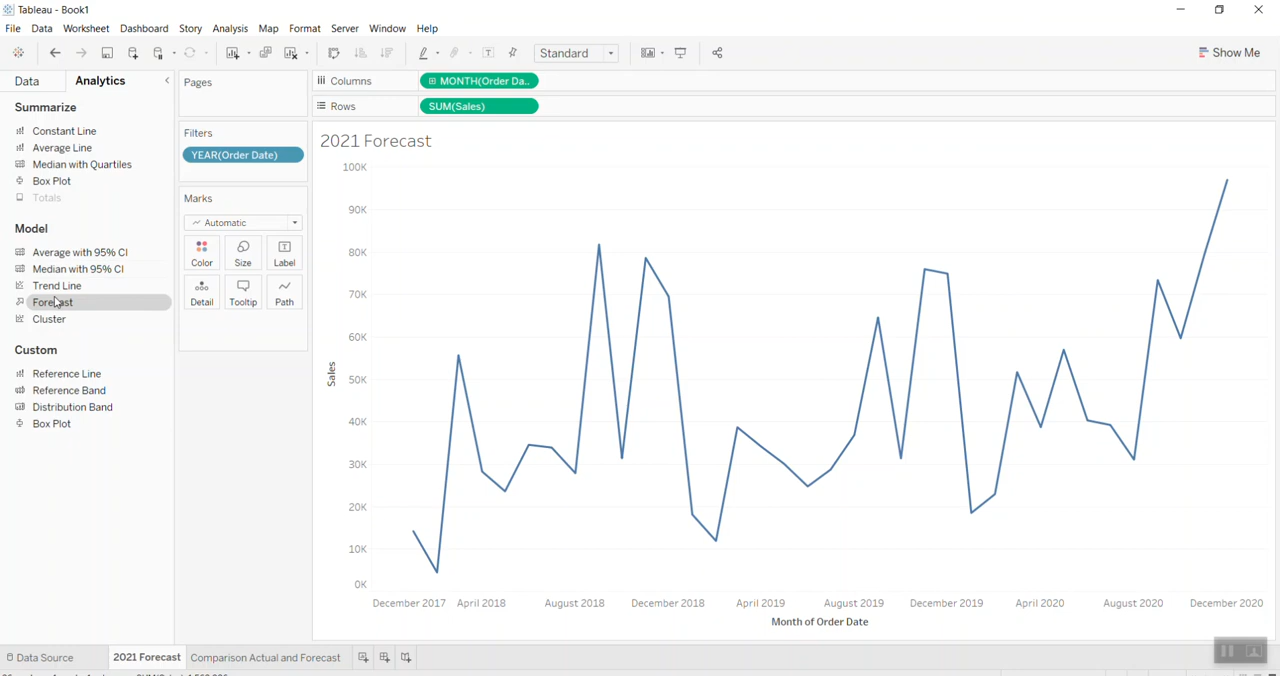 Tableau - Book1
File Data Worksheet Dashboard Story Analysis Map Format Server Window Help
Standard
Show Me
Data Analytics
Summarize
Constant Line
Average Line
Median with Quartiles
Box Plot
Totals
Model
Average with 95% CI
Median with 95% CI
Trend Line
Forecast
Cluster
Custom
Reference Line
Reference Band
Distribution Band
Box Plot
Pages
Filters
YEAR(Order Date)
Marks
Automatic
Color Size Label
Detail Tooltip Path
Columns MONTH(Order Da..
Rows SUM(Sales)
2021 Forecast
100K
90K
80K
70K
60K
50K
40K
30K
20K
10K
0K
Sales
December 2017 April 2018 August 2018 December 2018 April 2019 August 2019 December 2019 April 2020 August 2020 December 2020
Month of Order Date
Data Source 2021 Forecast Comparison Actual and Forecast